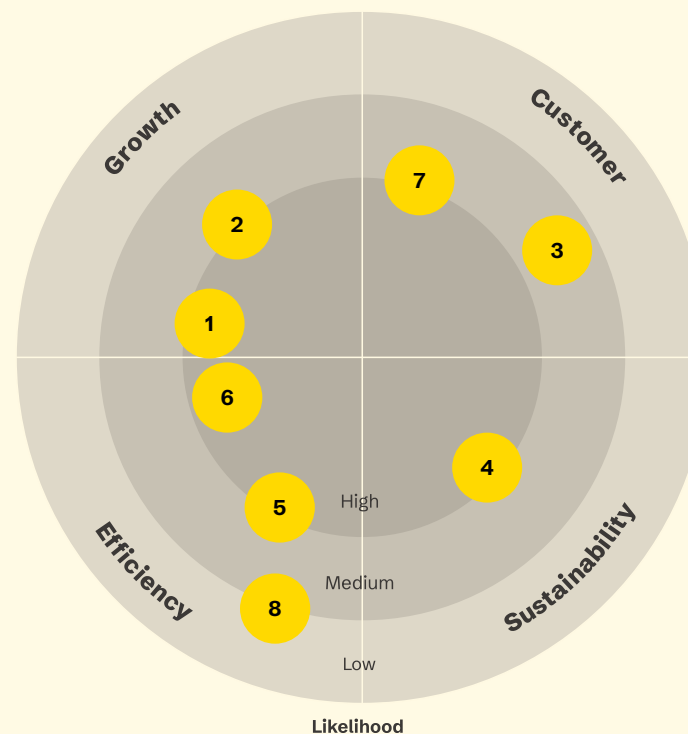 Growth
Customer
7
2
3
1
6
4
High
5
Efficiency
Sustainability
Medium
8
Low
Likelihood